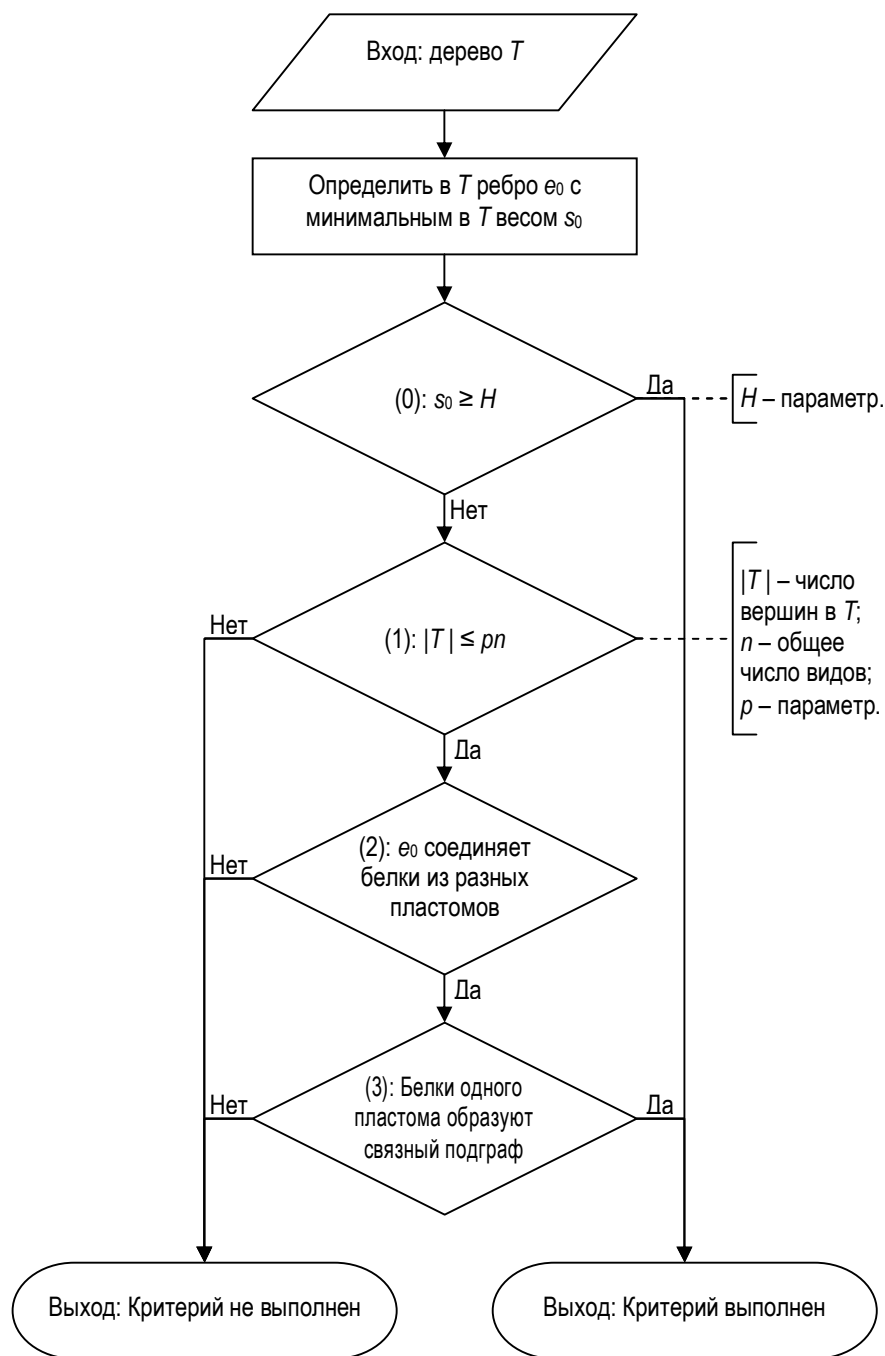 Вход: дерево T
Определить в T ребро e0 с
минимальным в T весом s0
(0): s0 ≥ H
Да
H – параметр.
Нет
(1): |T | ≤ pn
Нет
|T | – число
вершин в T;
n – общее
число видов;
p – параметр.
Да
(2): e0 соединяет
белки из разных
пластомов
Нет
Да
(3): Белки одного
пластома образуют
связный подграф
Нет
Да
Выход: Критерий не выполнен
Выход: Критерий выполнен